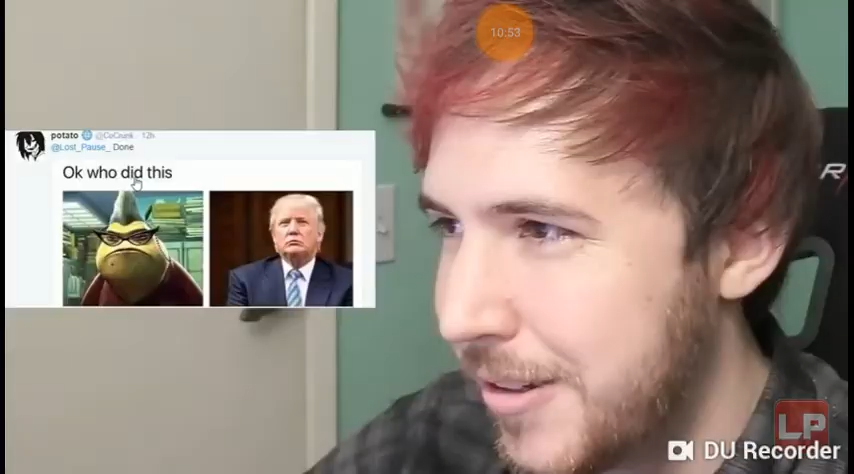 10:53
potato @CoCrunk 12h
@Lost_Pause_ Done
Ok who did this
R
LP
DU Recorder